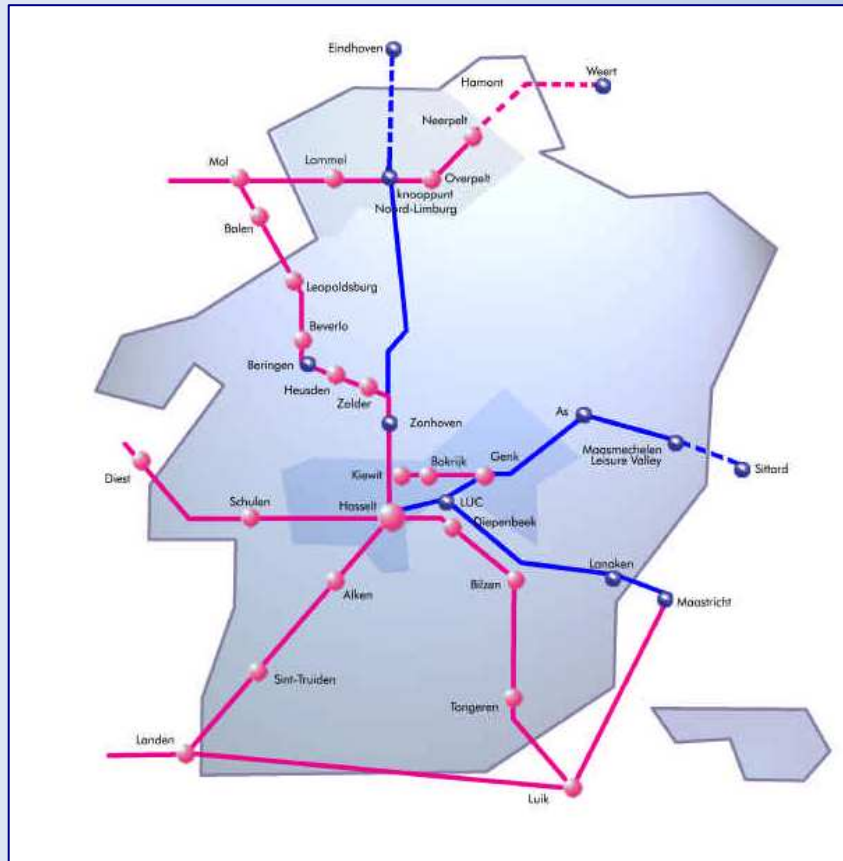 Eindhoven
Weert
Hamont
Neerpelt
Mol
Lommel
Overpelt
knooppunt
Noord-Limburg
Balen
Leopoldsburg
Beverlo
Beringen
Heusden
Zolder
Zonhoven
As
Maasmechelen
Leisure Valley
Sittard
Diest
Kiewit
Bokrijk
Genk
Schulen
Hasselt
LUC
Diepenbeek
Lanaken
Bilzen
Maastricht
Alken
Sint-Truiden
Tongeren
Landen
Luik